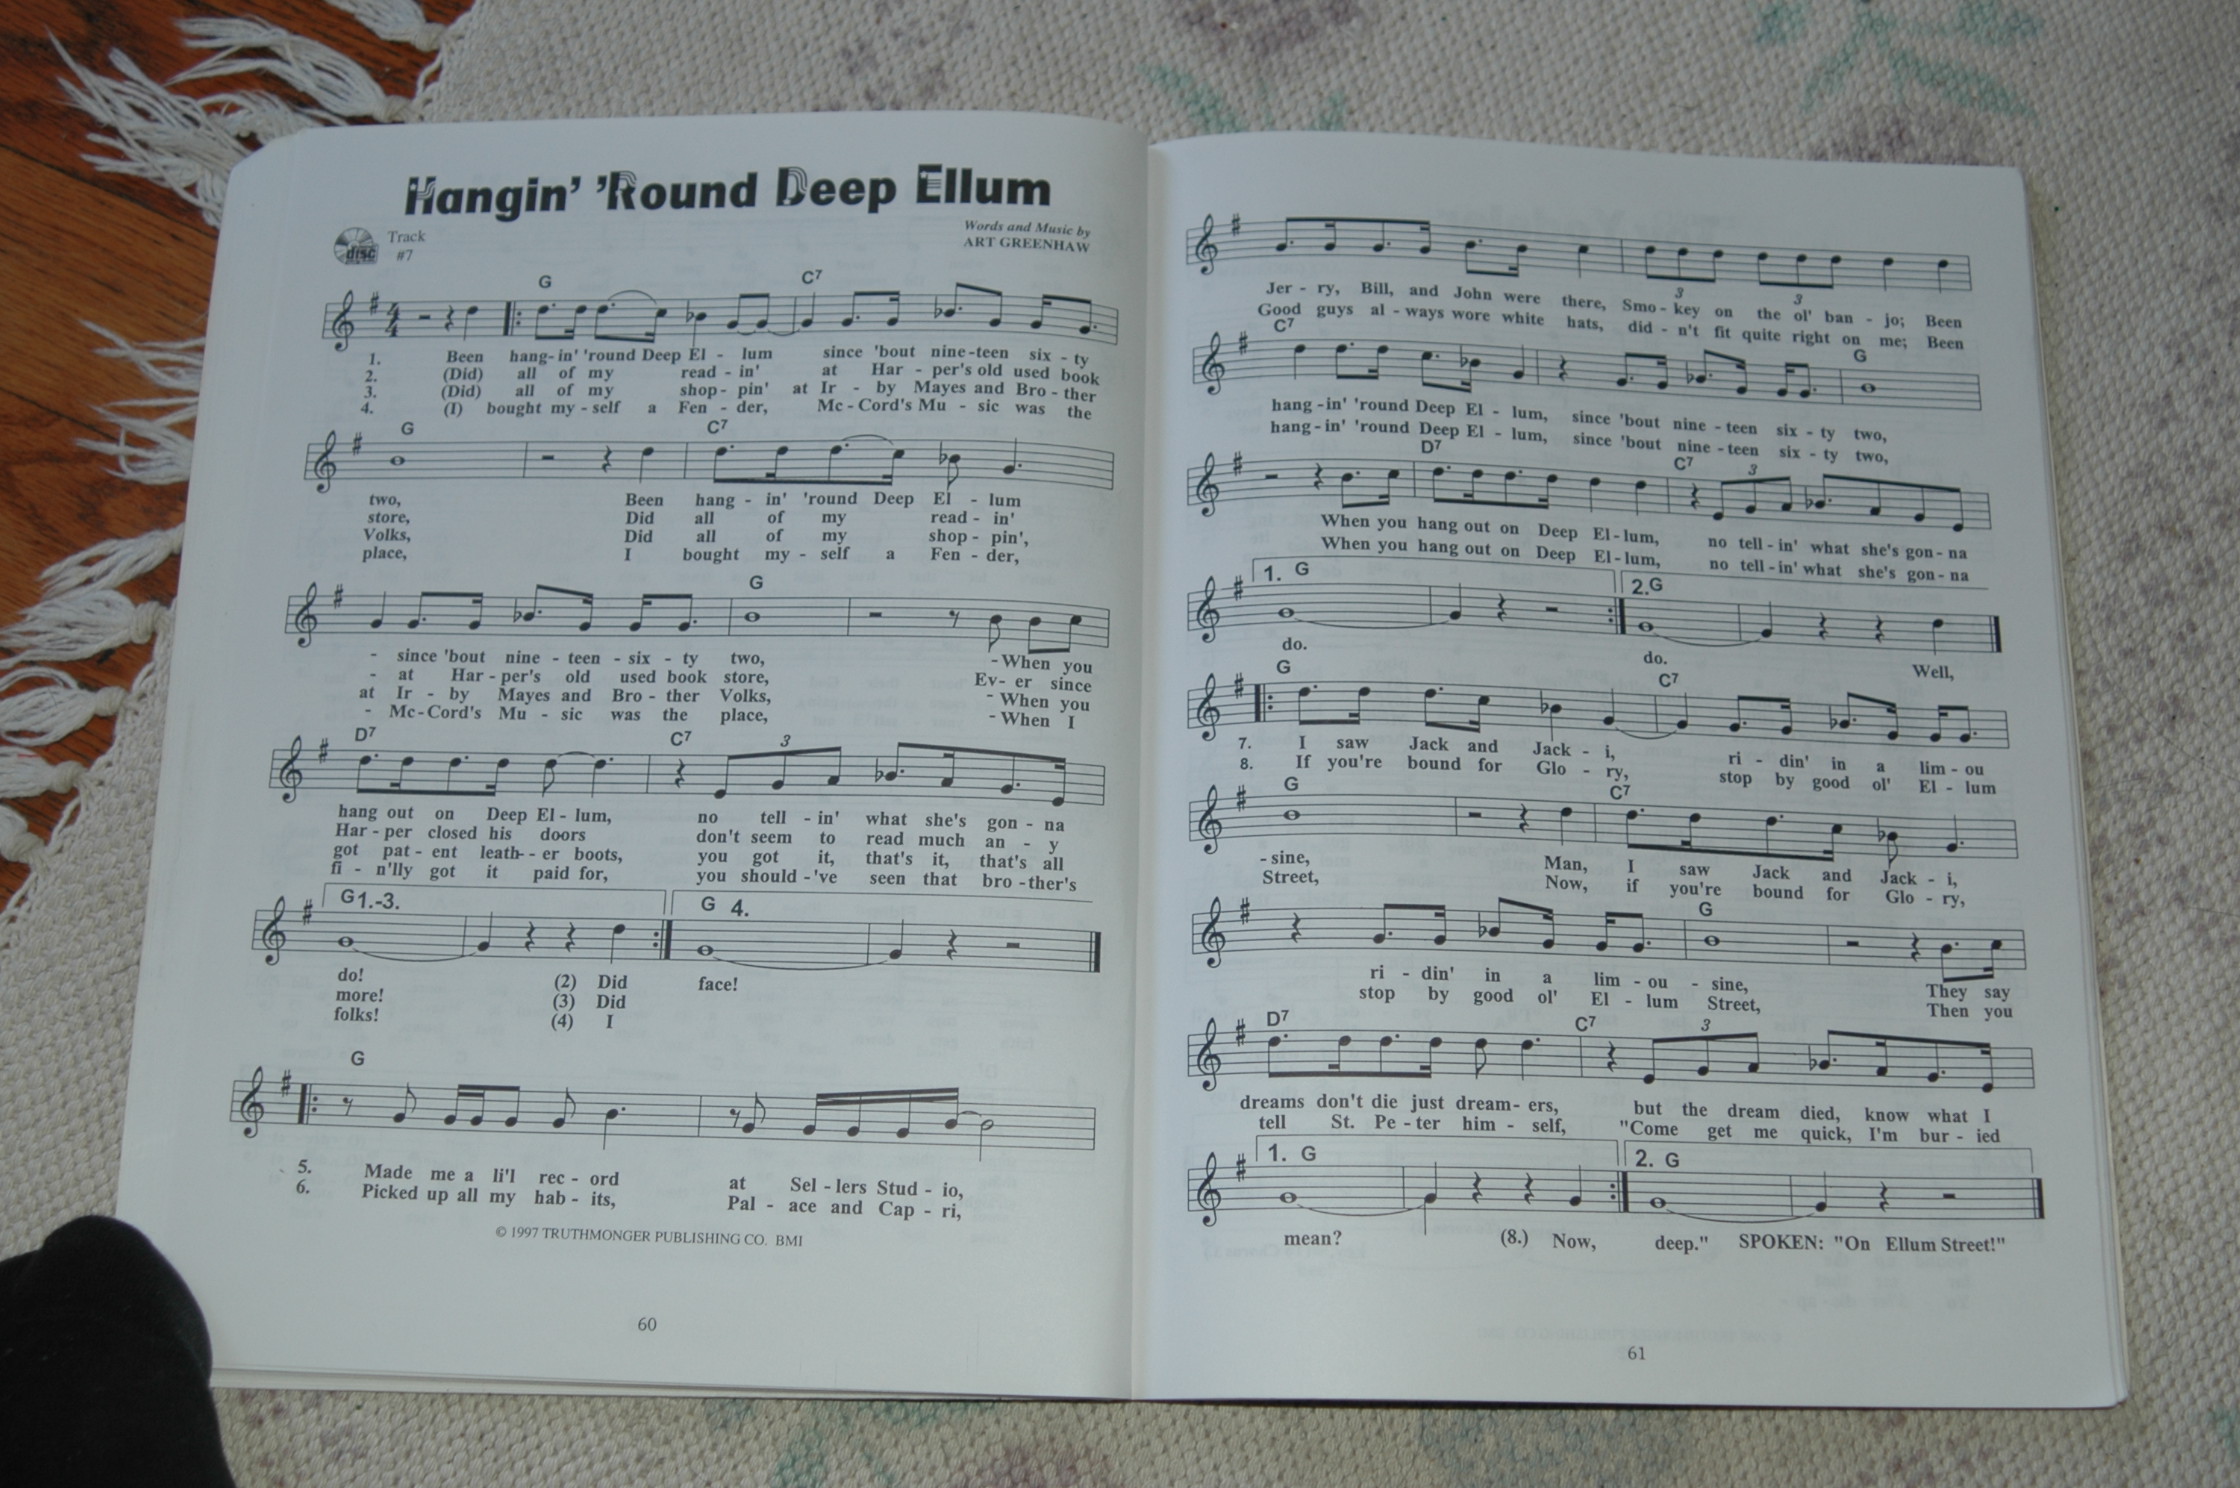 Hangin' 'Round Deep Ellum
Track
#7
disc
Words and Music by
ART GREENHAW
G C7
1. Been hang-in' 'round Deep El - lum since 'bout nine-teen six - ty
2. (Did) all of my read - in' at Har - per's old used book
3. (Did) all of my shop - pin' at Ir - by Mayes and Bro - ther
4. (I) bought my - self a Fen - der, Mc - Cord's Mu - sic was the
G C7
two, Been hang - in' 'round Deep El - lum
store, Did all of my read - in'
Volks, Did all of my shop - pin',
place, I bought my - self a Fen - der,
G
- since 'bout nine - teen - six - ty two, - When you
- at Har - per's old used book store, Ev - er since
at Ir - by Mayes and Bro - ther Volks, - When you
- Mc-Cord's Mu - sic was the place, - When I
D7 C7 3
hang out on Deep El - lum, no tell - in' what she's gon - na
Har - per closed his doors don't seem to read much an - y
got pat - ent leath - - er boots, you got it, that's it, that's all
fi - n'lly got it paid for, you should -'ve seen that bro - ther's
G 1.-3. G 4.
do! (2) Did face!
more! (3) Did
folks! (4) I
G
5. Made me a li'l rec - ord at Sel - lers Stud - io,
6. Picked up all my hab - its, Pal - ace and Cap - ri,
© 1997 TRUTHMONGER PUBLISHING CO. BMI
60
3 3
Jer - ry, Bill, and John were there, Smo - key on the ol' ban - jo; Been
Good guys al - ways wore white hats, did - n't fit quite right on me; Been
C7 G
hang - in' 'round Deep El - lum, since 'bout nine - teen six - ty two,
hang - in' 'round Deep El - lum, since 'bout nine - teen six - ty two,
D7 C7 3
When you hang out on Deep El - lum, no tell - in' what she's gon - na
When you hang out on Deep El - lum, no tell - in' what she's gon - na
1. G 2. G
do. do. Well,
G C7
7. I saw Jack and Jack - i, ri - din' in a lim - ou
8. If you're bound for Glo - ry, stop by good ol' El - lum
G C7
- sine, Man, I saw Jack and Jack - i,
Street, Now, if you're bound for Glo - ry,
G
ri - din' in a lim - ou - sine, They say
stop by good ol' El - lum Street, Then you
D7 C7 3
dreams don't die just dream - ers, but the dream died, know what I
tell St. Pe - ter him - self, "Come get me quick, I'm bur - ied
1. G 2. G
mean? (8.) Now, deep." SPOKEN: "On Ellum Street!"
61